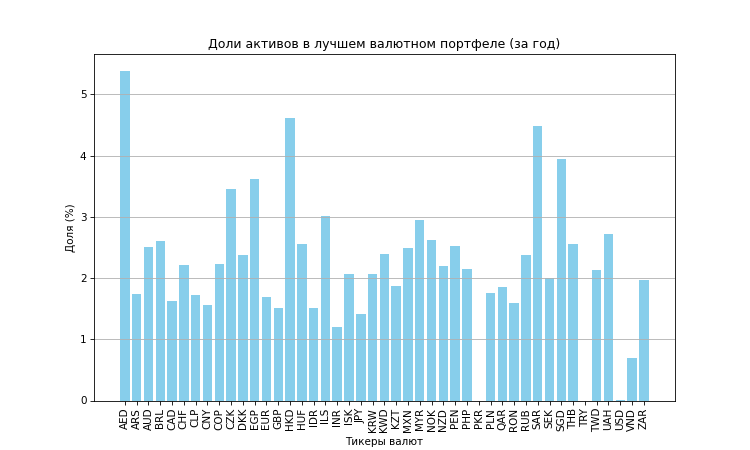 Доли активов в лучшем валютном портфеле (за год)
Доля (%)
5
4
3
2
1
0
AED ARS AUD BRL CAD CHF CLP CNY COP CZK DKK EGP EUR GBP HKD HUF IDR ILS INR ISK JPY KRW KWD KZT MXN MYR NOK NZD PEN PHP PKR PLN QAR RON RUB SAR SEK SGD THB TRY TWD UAH USD VND ZAR
Тикеры валют